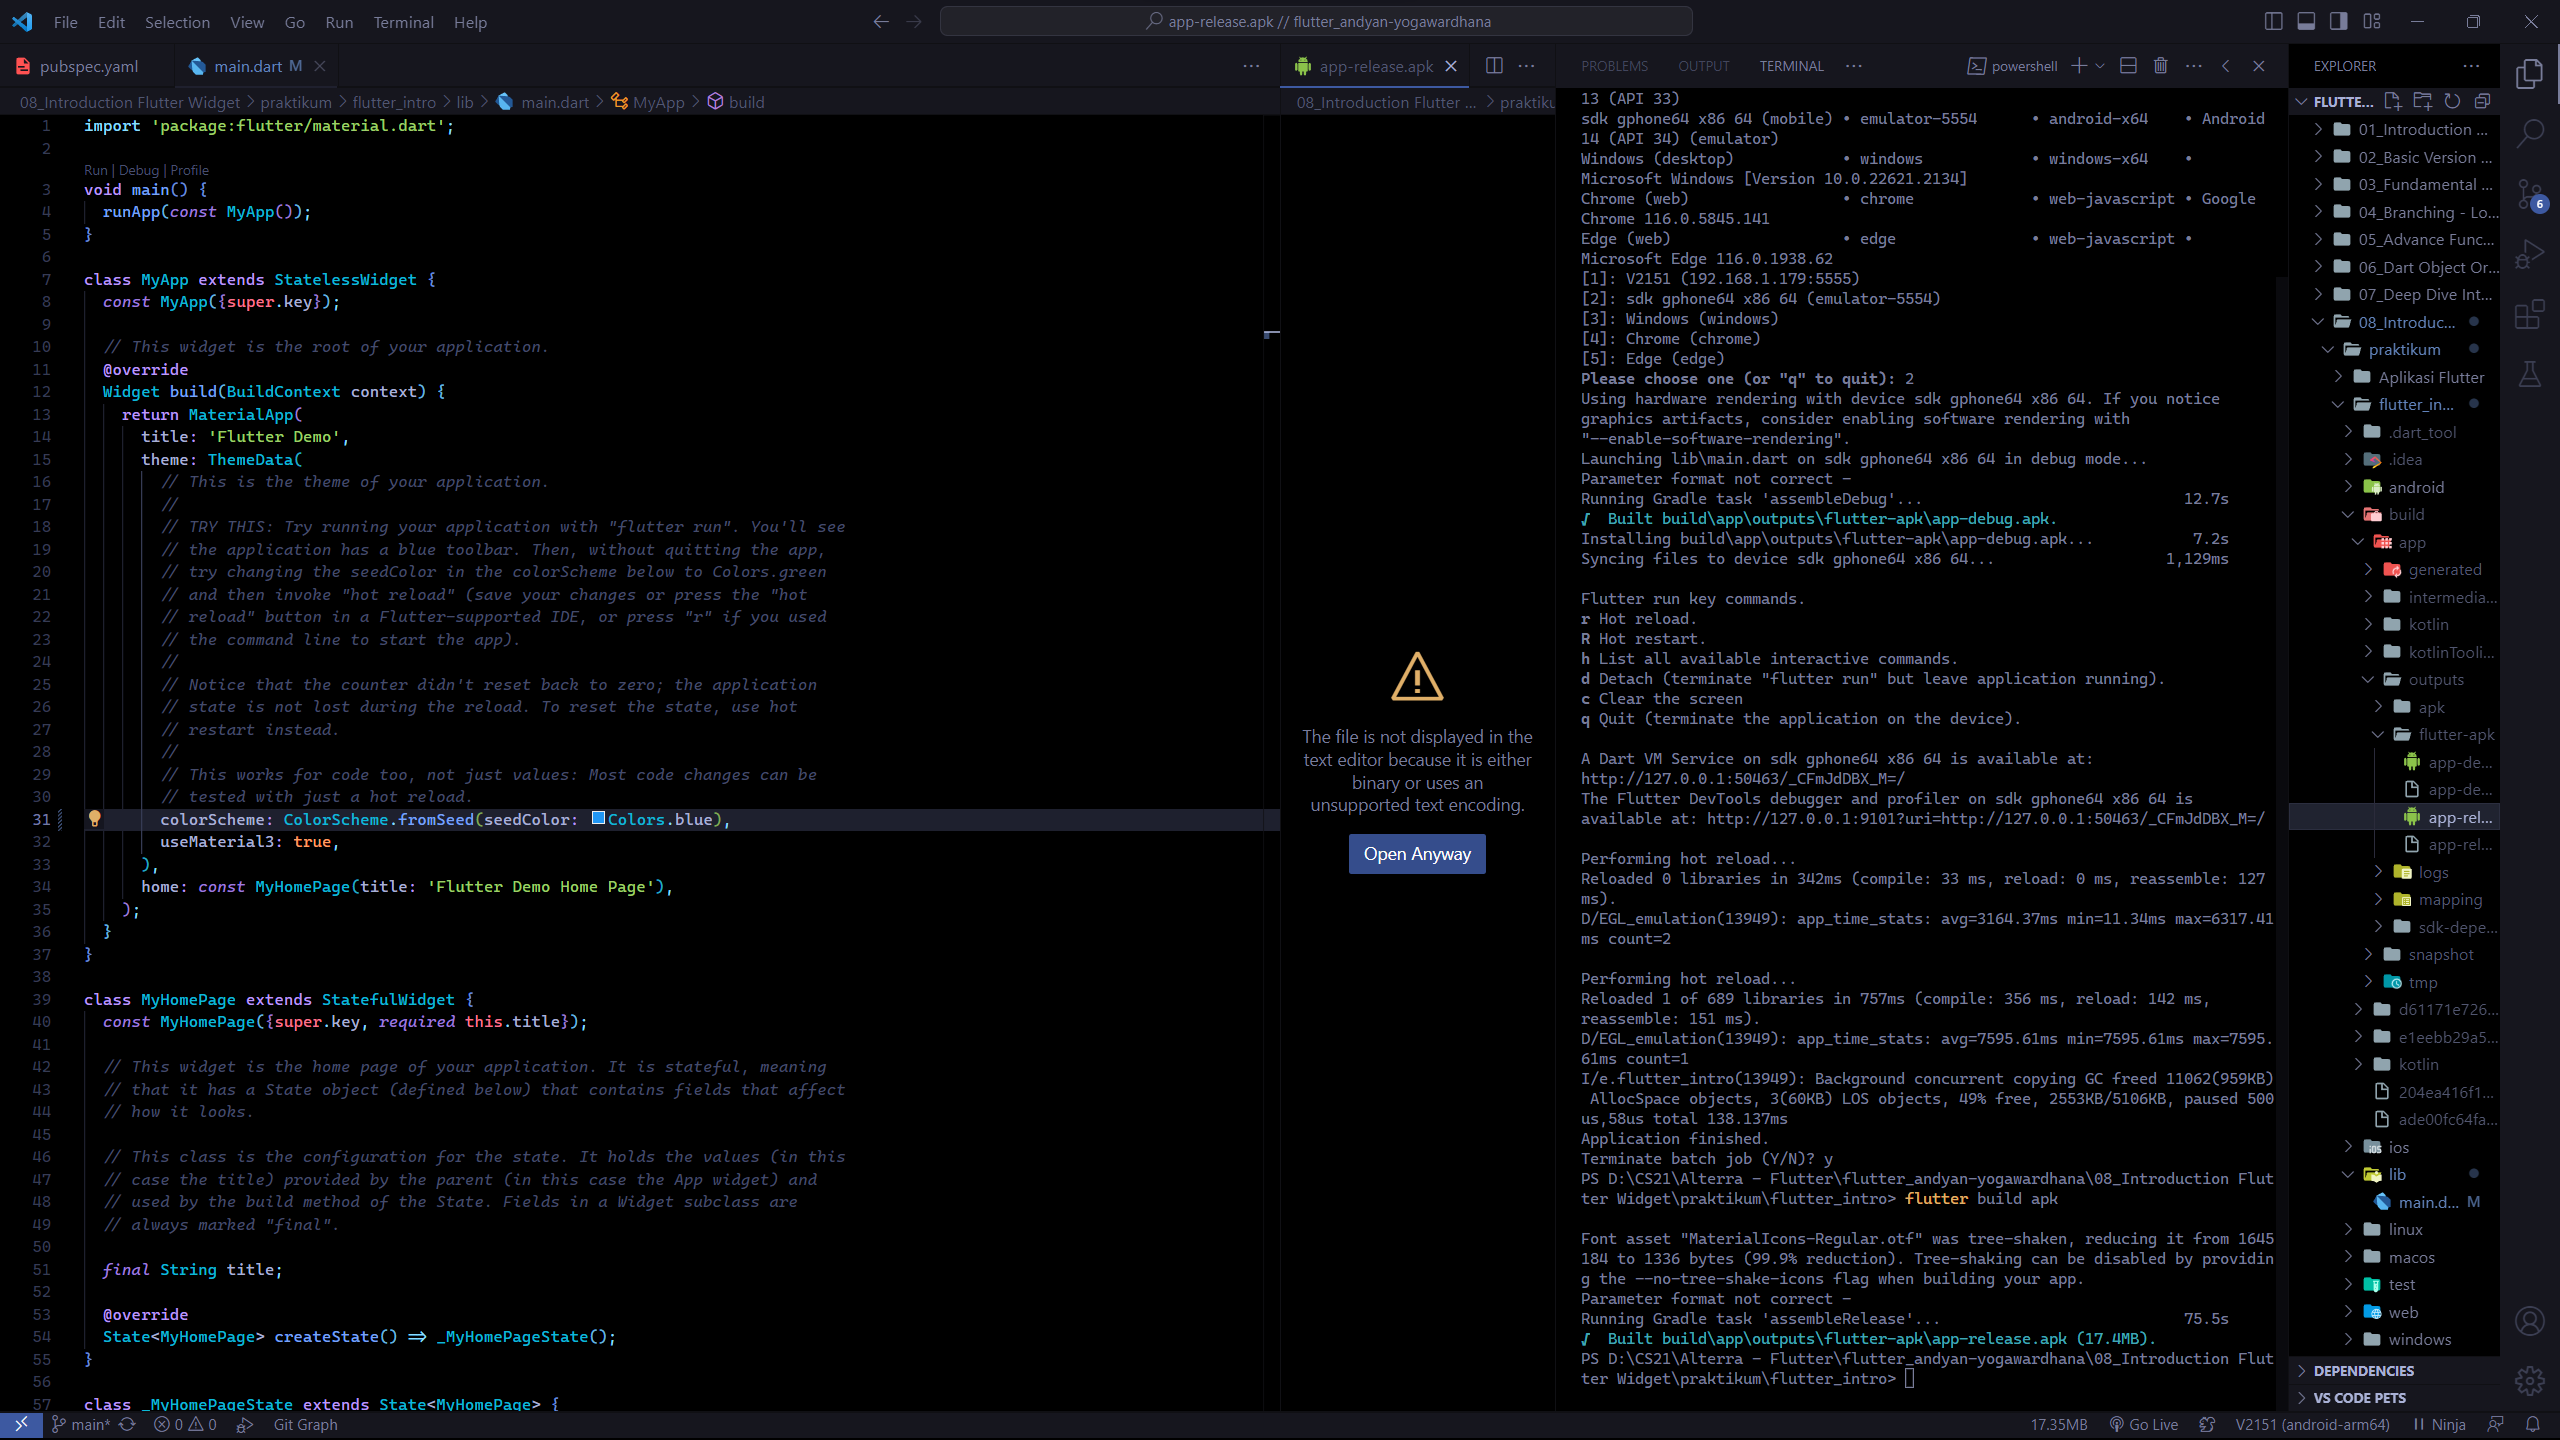 File Edit Selection View Go Run Terminal Help
app-release.apk // flutter_andyan-yogawardhana
pubspec.yaml
main.dart M
08_Introduction Flutter Widget > praktikum > flutter_intro > lib > main.dart > MyApp > build
1 import 'package:flutter/material.dart';
2
Run | Debug | Profile
3 void main() {
4 runApp(const MyApp());
5 }
6
7 class MyApp extends StatelessWidget {
8 const MyApp({super.key});
9
10 // This widget is the root of your application.
11 @override
12 Widget build(BuildContext context) {
13 return MaterialApp(
14 title: 'Flutter Demo',
15 theme: ThemeData(
16 // This is the theme of your application.
17 //
18 // TRY THIS: Try running your application with "flutter run". You'll see
19 // the application has a blue toolbar. Then, without quitting the app,
20 // try changing the seedColor in the colorScheme below to Colors.green
21 // and then invoke "hot reload" (save your changes or press the "hot
22 // reload" button in a Flutter-supported IDE, or press "r" if you used
23 // the command line to start the app).
24 //
25 // Notice that the counter didn't reset back to zero; the application
26 // state is not lost during the reload. To reset the state, use hot
27 // restart instead.
28 //
29 // This works for code too, not just values: Most code changes can be
30 // tested with just a hot reload.
31 colorScheme: ColorScheme.fromSeed(seedColor: Colors.blue),
32 useMaterial3: true,
33 ),
34 home: const MyHomePage(title: 'Flutter Demo Home Page'),
35 );
36 }
37 }
38
39 class MyHomePage extends StatefulWidget {
40 const MyHomePage({super.key, required this.title});
41
42 // This widget is the home page of your application. It is stateful, meaning
43 // that it has a State object (defined below) that contains fields that affect
44 // how it looks.
45
46 // This class is the configuration for the state. It holds the values (in this
47 // case the title) provided by the parent (in this case the App widget) and
48 // used by the build method of the State. Fields in a Widget subclass are
49 // always marked "final".
50
51 final String title;
52
53 @override
54 State<MyHomePage> createState() => _MyHomePageState();
55 }
56
57 class _MyHomePageState extends State<MyHomePage> {
app-release.apk
08_Introduction Flutter ... > praktiku
The file is not displayed in the
text editor because it is either
binary or uses an
unsupported text encoding.
Open Anyway
PROBLEMS OUTPUT TERMINAL ...
powershell
13 (API 33)
sdk gphone64 x86 64 (mobile) • emulator-5554 • android-x64 • Android
14 (API 34) (emulator)
Windows (desktop) • windows • windows-x64 •
Microsoft Windows [Version 10.0.22621.2134]
Chrome (web) • chrome • web-javascript • Google
Chrome 116.0.5845.141
Edge (web) • edge • web-javascript •
Microsoft Edge 116.0.1938.62
[1]: V2151 (192.168.1.179:5555)
[2]: sdk gphone64 x86 64 (emulator-5554)
[3]: Windows (windows)
[4]: Chrome (chrome)
[5]: Edge (edge)
Please choose one (or "q" to quit): 2
Using hardware rendering with device sdk gphone64 x86 64. If you notice
graphics artifacts, consider enabling software rendering with
"--enable-software-rendering".
Launching lib\main.dart on sdk gphone64 x86 64 in debug mode...
Parameter format not correct -
Running Gradle task 'assembleDebug'... 12.7s
√ Built build\app\outputs\flutter-apk\app-debug.apk.
Installing build\app\outputs\flutter-apk\app-debug.apk... 7.2s
Syncing files to device sdk gphone64 x86 64... 1,129ms
Flutter run key commands.
r Hot reload.
R Hot restart.
h List all available interactive commands.
d Detach (terminate "flutter run" but leave application running).
c Clear the screen
q Quit (terminate the application on the device).
A Dart VM Service on sdk gphone64 x86 64 is available at:
http://127.0.0.1:50463/_CFmJdDBX_M=/
The Flutter DevTools debugger and profiler on sdk gphone64 x86 64 is
available at: http://127.0.0.1:9101?uri=http://127.0.0.1:50463/_CFmJdDBX_M=/
Performing hot reload...
Reloaded 0 libraries in 342ms (compile: 33 ms, reload: 0 ms, reassemble: 127
ms).
D/EGL_emulation(13949): app_time_stats: avg=3164.37ms min=11.34ms max=6317.41
ms count=2
Performing hot reload...
Reloaded 1 of 689 libraries in 757ms (compile: 356 ms, reload: 142 ms,
reassemble: 151 ms).
D/EGL_emulation(13949): app_time_stats: avg=7595.61ms min=7595.61ms max=7595.
61ms count=1
I/e.flutter_intro(13949): Background concurrent copying GC freed 11062(959KB)
AllocSpace objects, 3(60KB) LOS objects, 49% free, 2553KB/5106KB, paused 500
us,58us total 138.137ms
Application finished.
Terminate batch job (Y/N)? y
PS D:\CS21\Alterra - Flutter\flutter_andyan-yogawardhana\08_Introduction Flut
ter Widget\praktikum\flutter_intro> flutter build apk
Font asset "MaterialIcons-Regular.otf" was tree-shaken, reducing it from 1645
184 to 1336 bytes (99.9% reduction). Tree-shaking can be disabled by providin
g the --no-tree-shake-icons flag when building your app.
Parameter format not correct -
Running Gradle task 'assembleRelease'... 75.5s
√ Built build\app\outputs\flutter-apk\app-release.apk (17.4MB).
PS D:\CS21\Alterra - Flutter\flutter_andyan-yogawardhana\08_Introduction Flut
ter Widget\praktikum\flutter_intro>
EXPLORER
FLUTTE...
01_Introduction ...
02_Basic Version ...
03_Fundamental ...
04_Branching - Lo...
05_Advance Func...
06_Dart Object Or...
07_Deep Dive Int...
08_Introduc...
praktikum
Aplikasi Flutter
flutter_in...
.dart_tool
.idea
android
build
app
generated
intermedia...
kotlin
kotlinTooli...
outputs
apk
flutter-apk
app-de...
app-de...
app-rel...
app-rel...
logs
mapping
sdk-depe...
snapshot
tmp
d61171e726...
e1eebb29a5...
kotlin
204ea416f1...
ade00fc64fa...
ios
lib
main.d... M
linux
macos
test
web
windows
DEPENDENCIES
VS CODE PETS
6
main* 0 0 Git Graph
17.35MB Go Live V2151 (android-arm64) Ninja